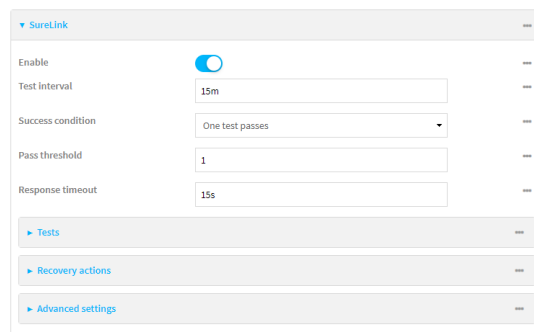 SureLink
Enable
Test interval 15m
Success condition One test passes
Pass threshold 1
Response timeout 15s
Tests
Recovery actions
Advanced settings